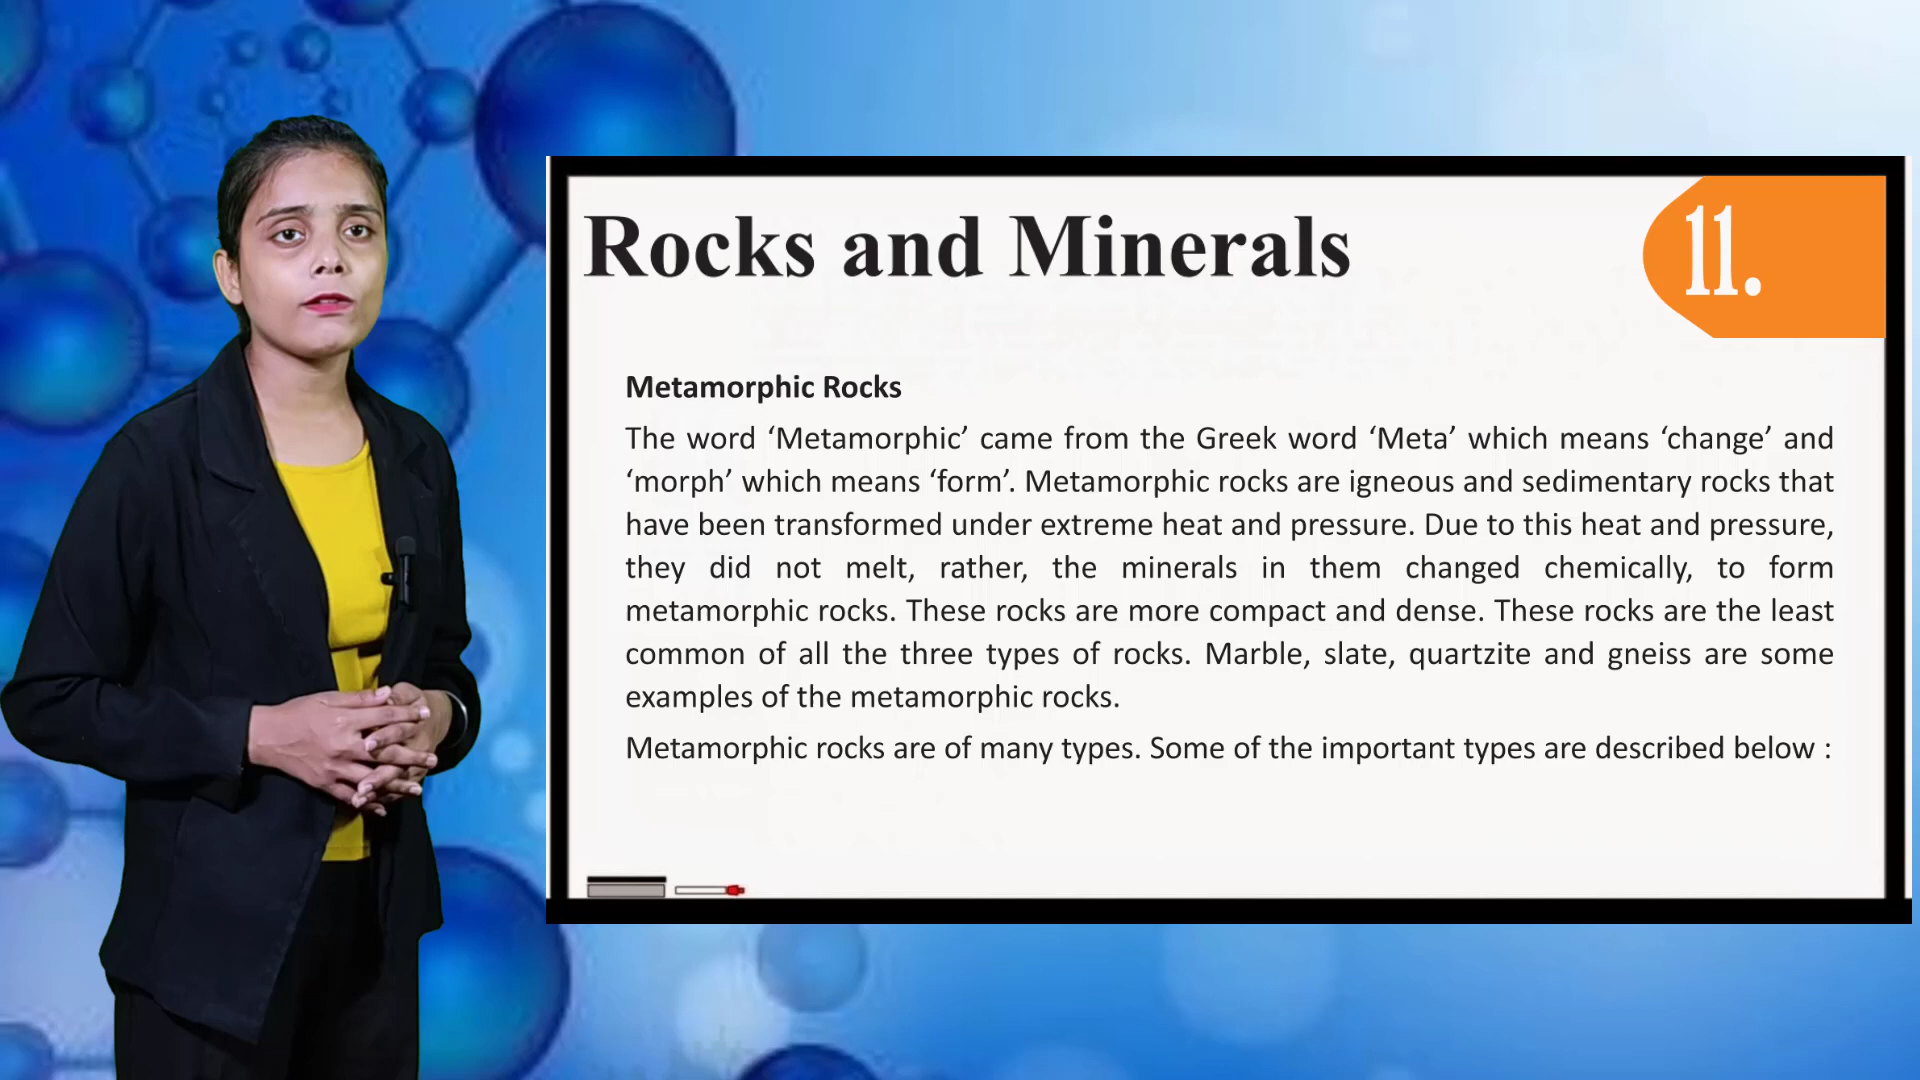 Rocks and Minerals
11.
Metamorphic Rocks
The word ‘Metamorphic’ came from the Greek word ‘Meta’ which means ‘change’ and
‘morph’ which means ‘form’. Metamorphic rocks are igneous and sedimentary rocks that
have been transformed under extreme heat and pressure. Due to this heat and pressure,
they did not melt, rather, the minerals in them changed chemically, to form
metamorphic rocks. These rocks are more compact and dense. These rocks are the least
common of all the three types of rocks. Marble, slate, quartzite and gneiss are some
examples of the metamorphic rocks.
Metamorphic rocks are of many types. Some of the important types are described below :